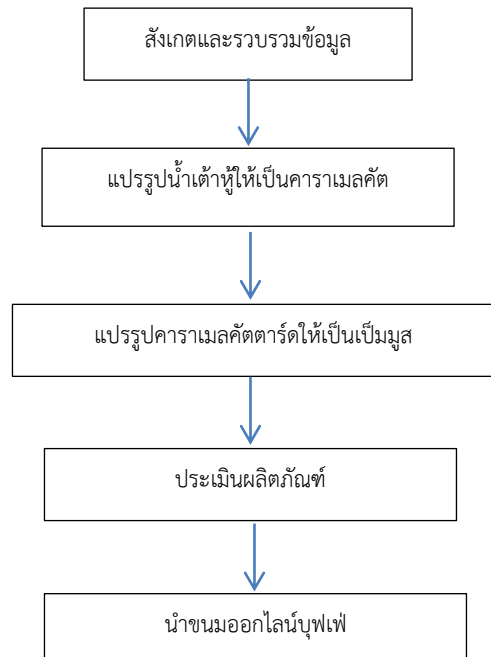 สังเกตและรวบรวมข้อมูล
แปรรูปน้ำเต้าหู้ให้เป็นคาราเมลคัต
แปรรูปคาราเมลคัตตาร์ดให้เป็นเป็มมูส
ประเมินผลิตภัณฑ์
นำขนมออกไลน์บุฟเฟ่